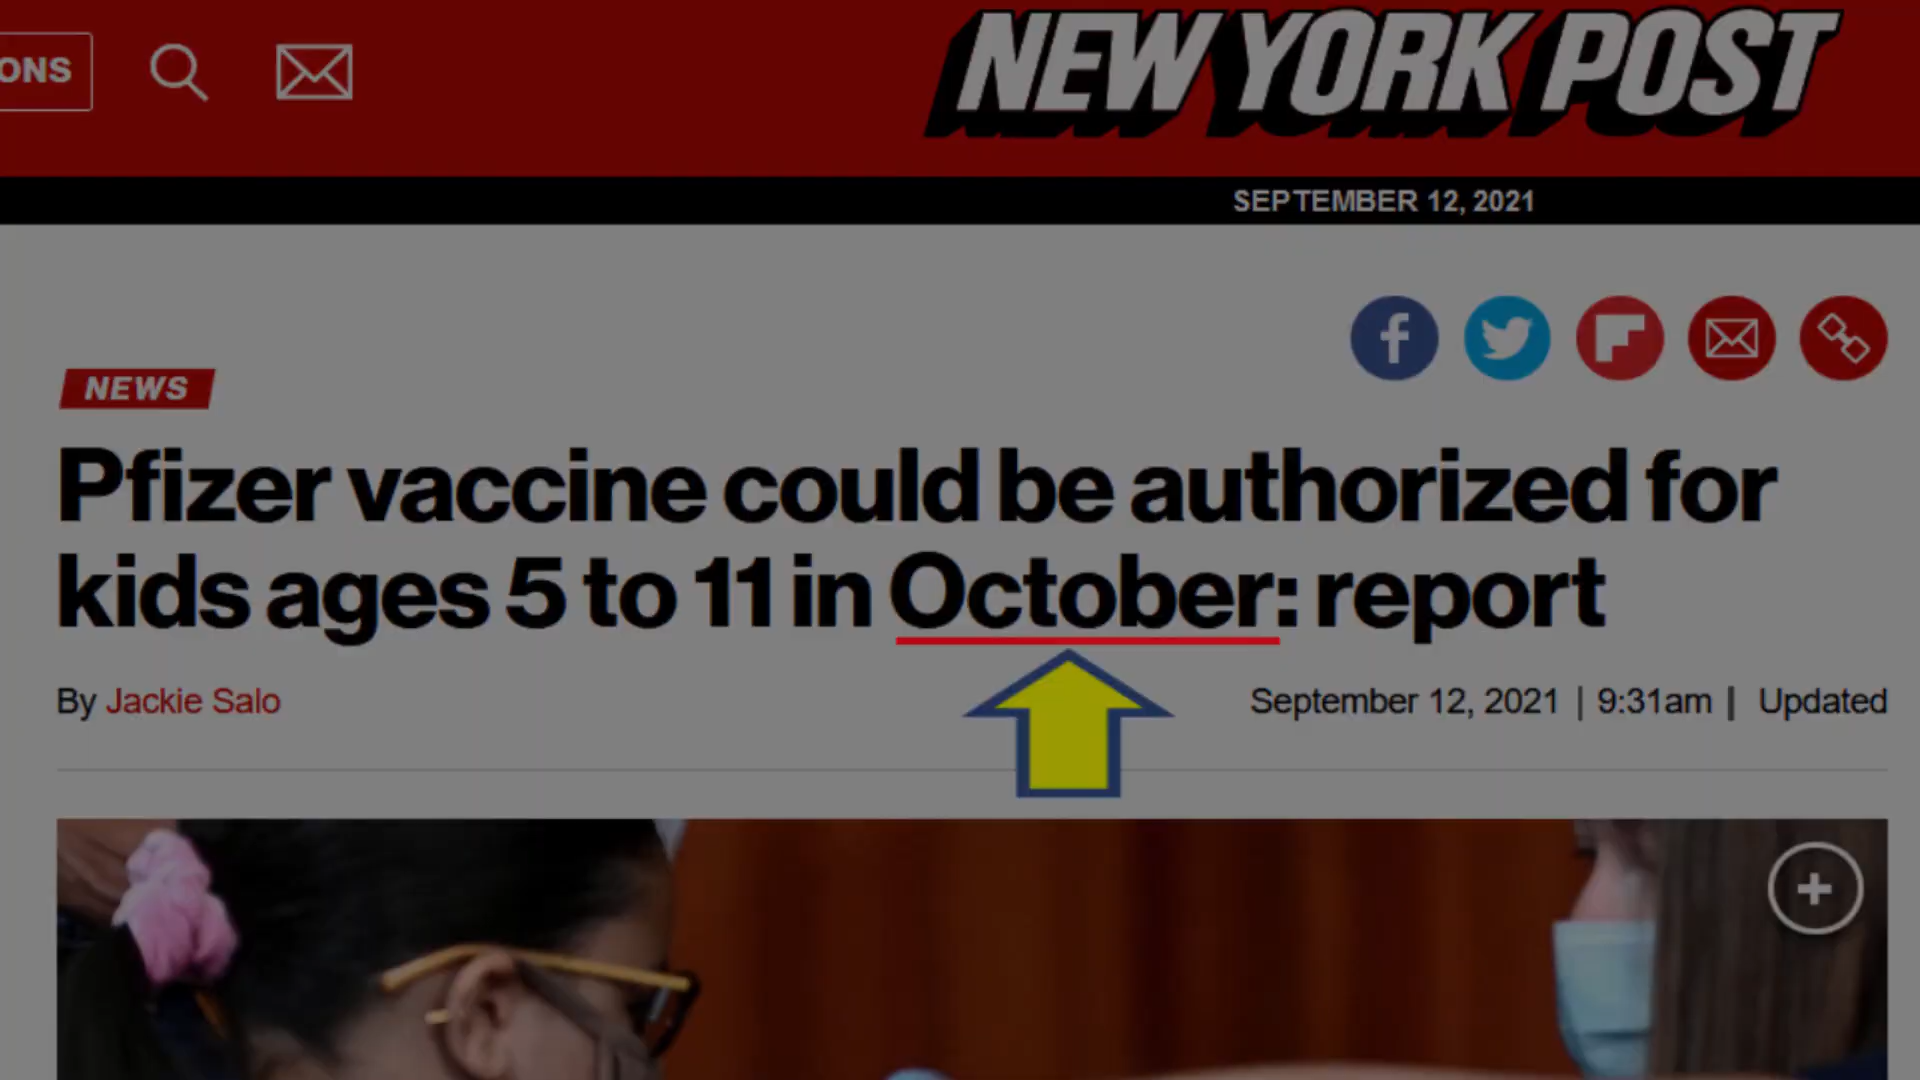 ONS
NEW YORK POST
SEPTEMBER 12, 2021
NEWS
Pfizer vaccine could be authorized for
kids ages 5 to 11 in October: report
By Jackie Salo
September 12, 2021 | 9:31am | Updated